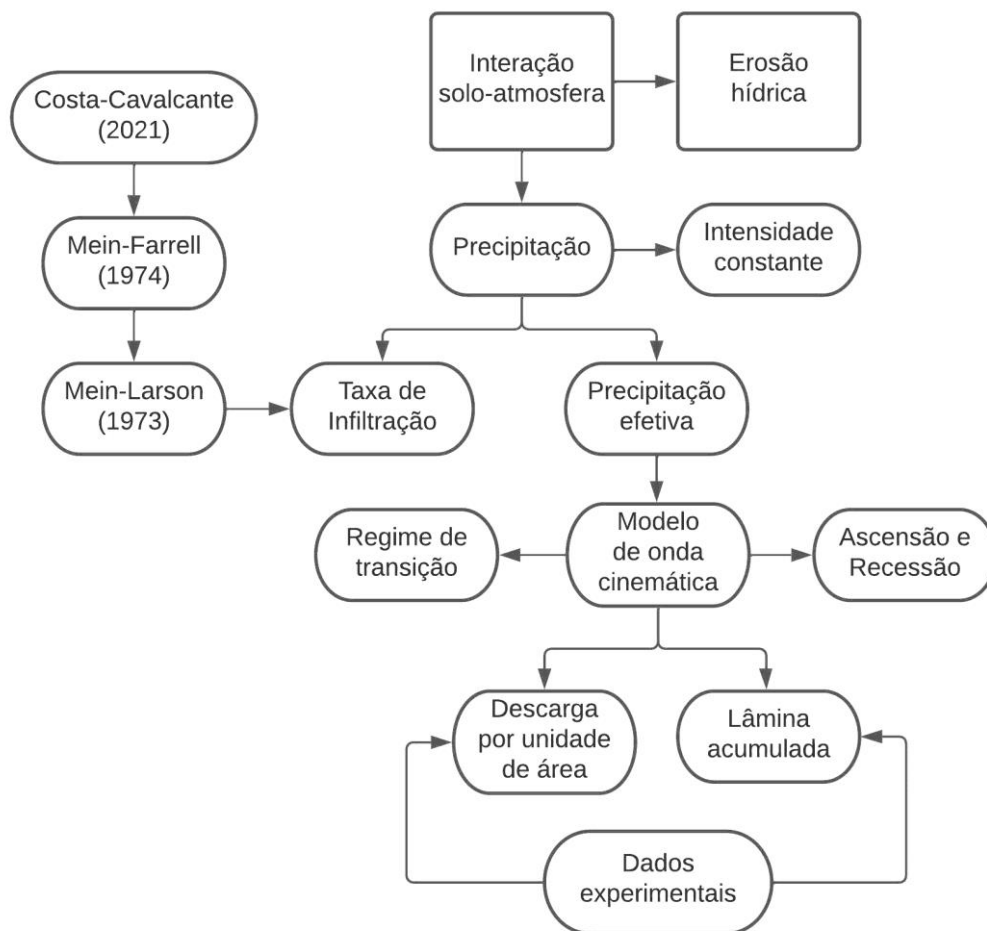 Interação
solo-atmosfera
Erosão
hídrica
Costa-Cavalcante
(2021)
Mein-Farrell
(1974)
Precipitação
Intensidade
constante
Mein-Larson
(1973)
Taxa de
Infiltração
Precipitação
efetiva
Regime de
transição
Modelo
de onda
cinemática
Ascensão e
Recessão
Descarga
por unidade
de área
Lâmina
acumulada
Dados
experimentais